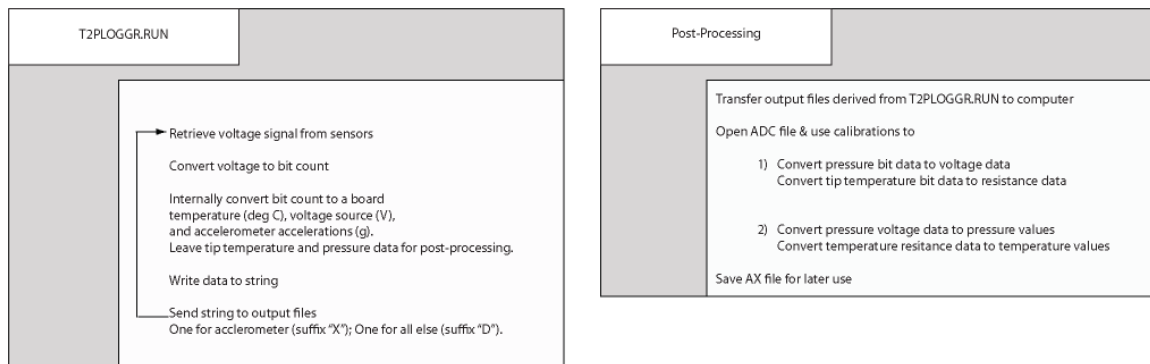 T2PLOGGR.RUN
Retrieve voltage signal from sensors
Convert voltage to bit count
Internally convert bit count to a board
temperature (deg C), voltage source (V),
and accelerometer accelerations (g).
Leave tip temperature and pressure data for post-processing.
Write data to string
Send string to output files
One for acclerometer (suffix “X”); One for all else (suffix “D”).
Post-Processing
Transfer output files derived from T2PLOGGR.RUN to computer
Open ADC file & use calibrations to
1) Convert pressure bit data to voltage data
Convert tip temperature bit data to resistance data
2) Convert pressure voltage data to pressure values
Convert temperature resitance data to temperature values
Save AX file for later use